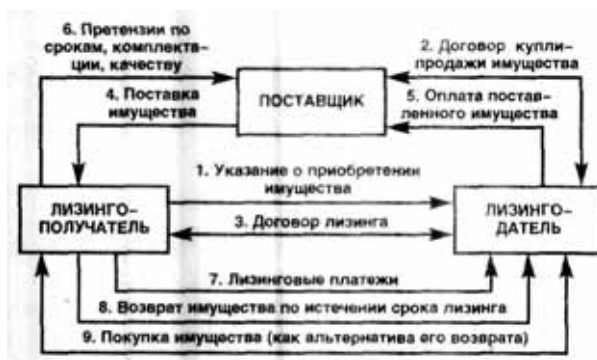 6. Претензии по
срокам, комплекта-
ции, качеству
2. Договор купли-
продажи имущества
ПОСТАВЩИК
4. Поставка
имущества
5. Оплата постав-
ленного имущества
1. Указание о приобретении
имущества
ЛИЗИНГО-
ПОЛУЧАТЕЛЬ
3. Договор лизинга
ЛИЗИНГО-
ДАТЕЛЬ
7. Лизинговые платежи
8. Возврат имущества по истечении срока лизинга
9. Покупка имущества (как альтернатива его возврата)